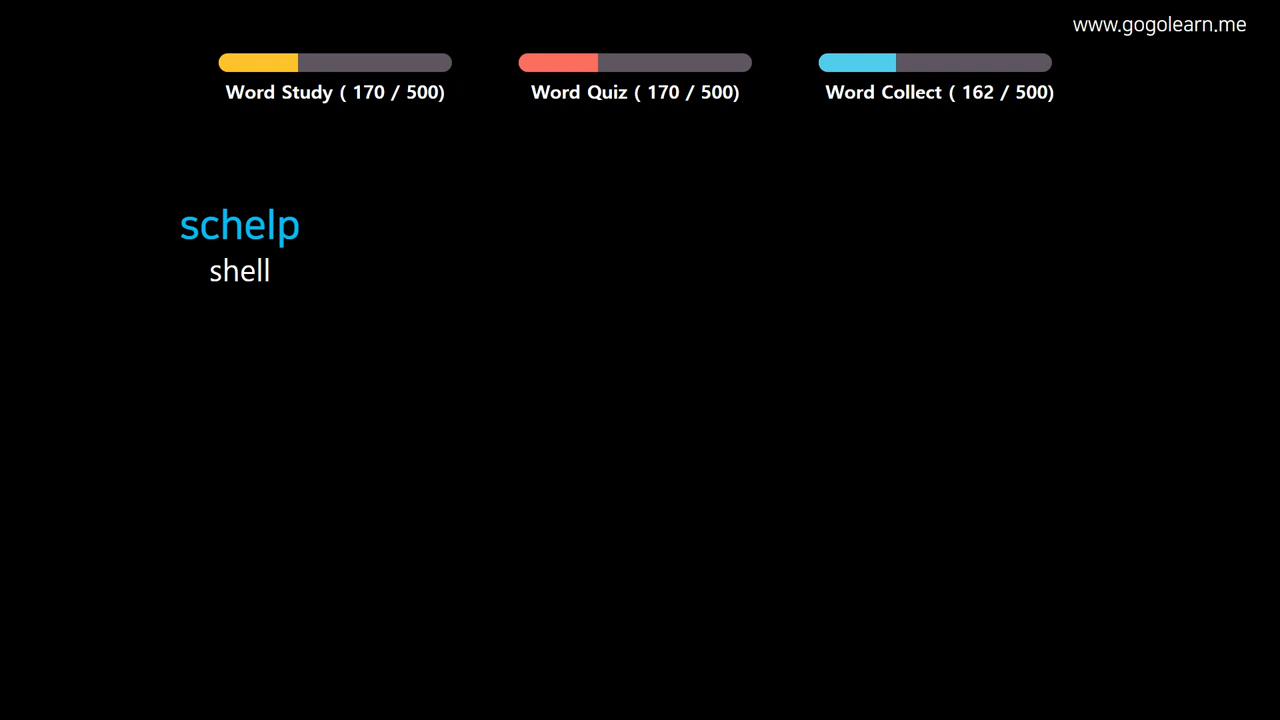 www.gogolearn.me
Word Study ( 170 / 500)
Word Quiz ( 170 / 500)
Word Collect ( 162 / 500)
schelp
shell